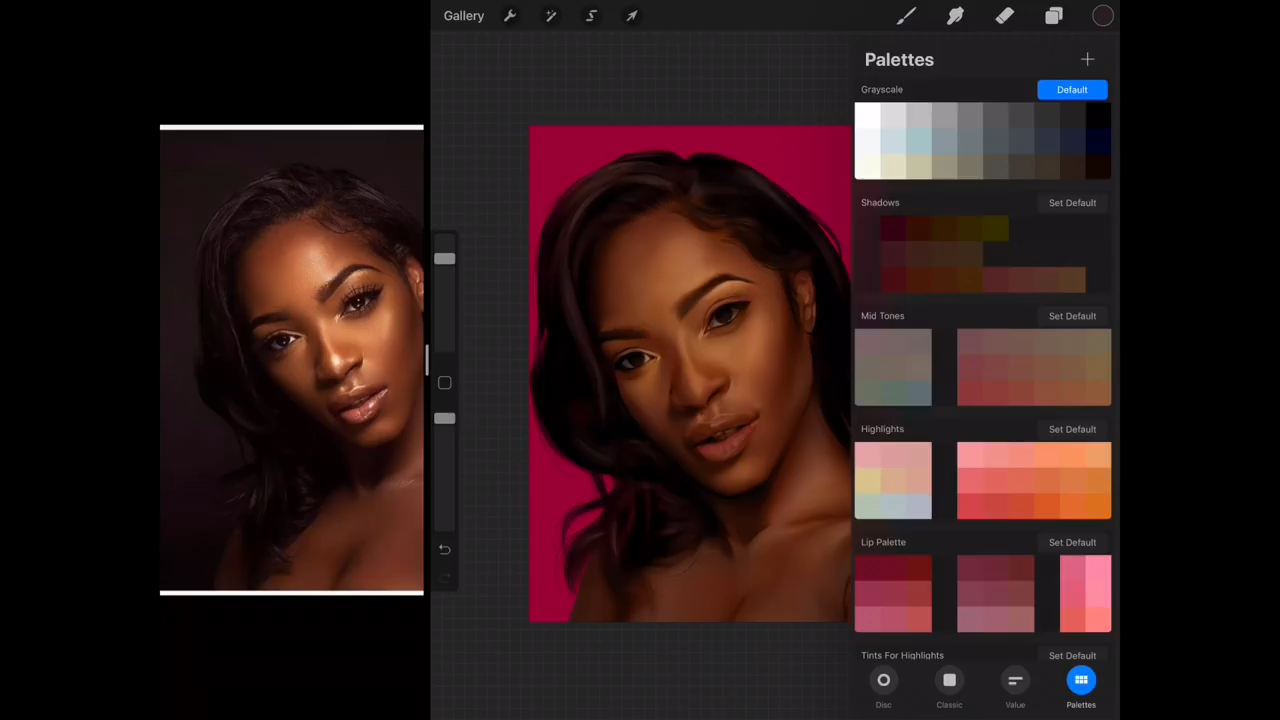 Gallery
Palettes
Grayscale
Default
Shadows
Set Default
Mid Tones
Set Default
Highlights
Set Default
Lip Palette
Set Default
Tints For Highlights
Set Default
Disc
Classic
Value
Palettes